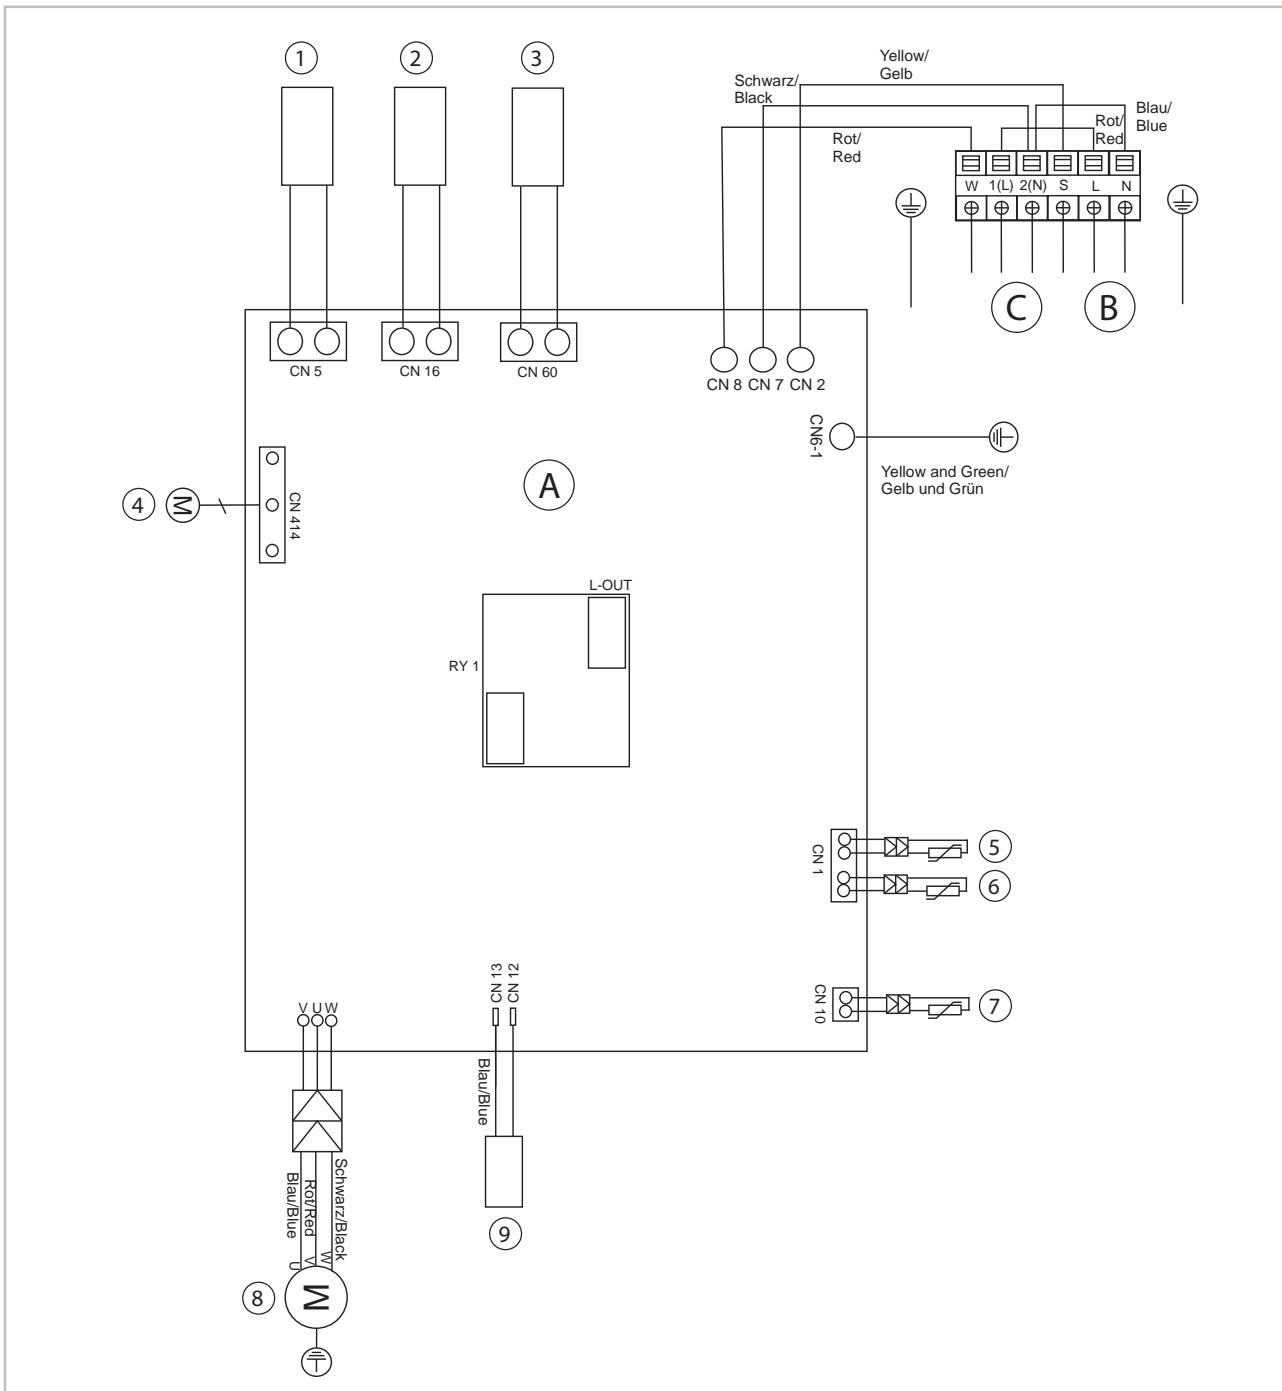 1
2
3
Yellow/
Gelb
Schwarz/
Black
Rot/
Red
Rot/
Red
Blau/
Blue
W 1(L) 2(N) S L N
C
B
CN 5
CN 16
CN 60
CN 8 CN 7 CN 2
CN6-1
Yellow and Green/
Gelb und Grün
A
4
M
CN 414
L-OUT
RY 1
CN 1
5
6
CN 10
7
V U W
CN 13
CN 12
Blau/Blue
9
Blau/Blue
Rot/Red
Schwarz/Black
U
V
W
8
M